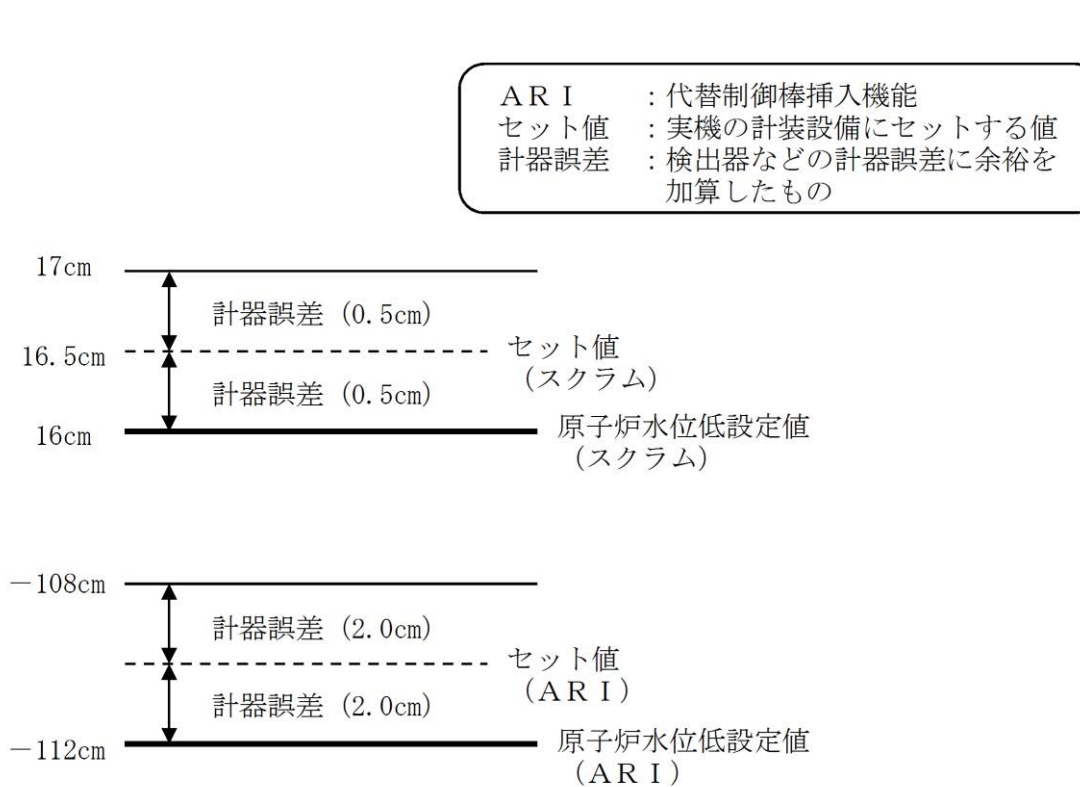 ＡＲＩ　　：代替制御棒挿入機能
セット値　：実機の計装設備にセットする値
計器誤差　：検出器などの計器誤差に余裕を
加算したもの
17cm
計器誤差 (0.5cm)
16.5cm
セット値
（スクラム）
計器誤差 (0.5cm)
16cm
原子炉水位低設定値
（スクラム）
－108cm
計器誤差 (2.0cm)
セット値
（ＡＲＩ）
計器誤差 (2.0cm)
－112cm
原子炉水位低設定値
（ＡＲＩ）